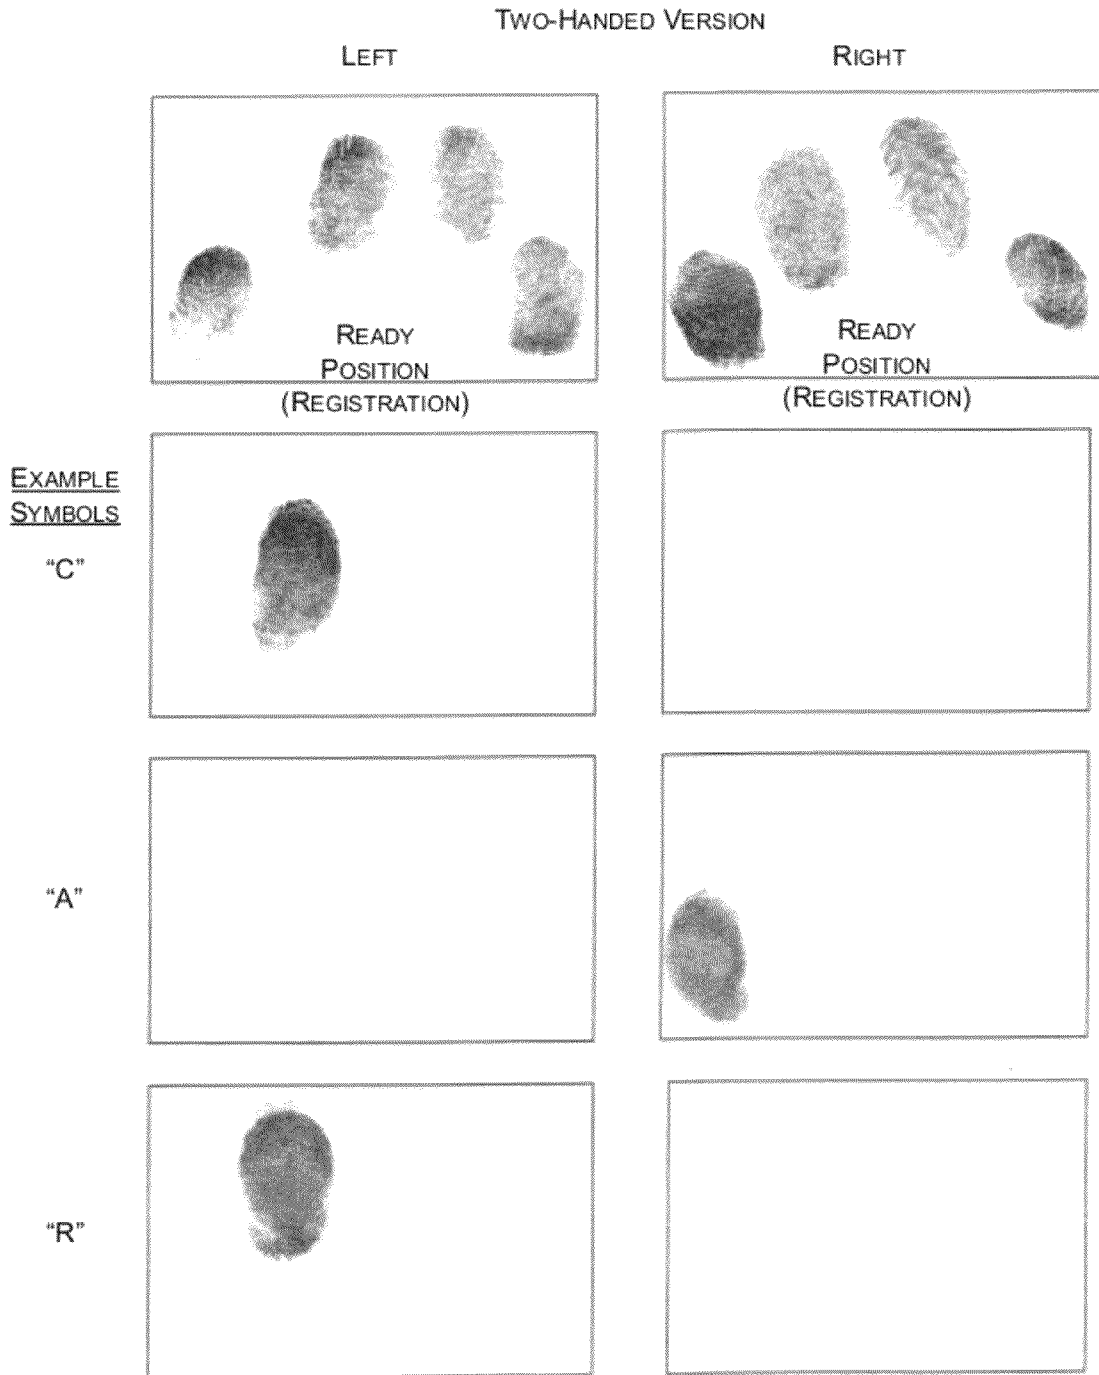 TWO-HANDED VERSION
LEFT RIGHT
READY
POSITION
(REGISTRATION)
READY
POSITION
(REGISTRATION)
EXAMPLE
SYMBOLS
“C”
“A”
“R”